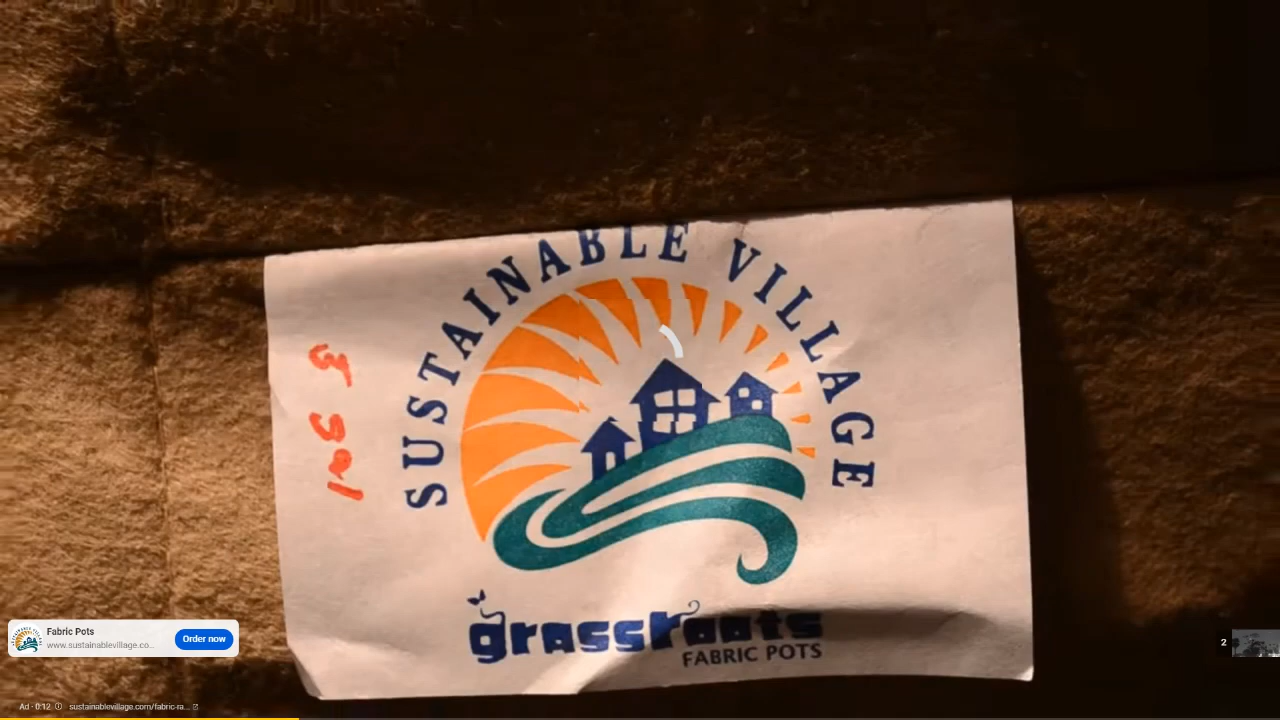 SUSTAINABLE VILLAGE
grassroots
FABRIC POTS
Fabric Pots
www.sustainablevillage.co...
Order now
2
Ad - 0:12
sustainablevillage.com/fabric-ra...